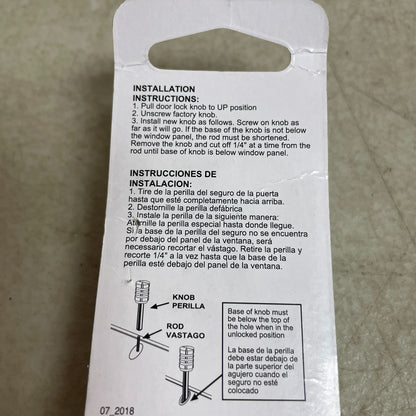 INSTALLATION
INSTRUCTIONS:
1. Pull door lock knob to UP position
2. Unscrew factory knob.
3. Install new knob as follows. Screw on knob as
far as it will go. If the base of the knob is not below
the window panel, the rod must be shortened.
Remove the knob and cut off 1/4" at a time from the
rod until base of knob is below window panel.
INSTRUCCIONES DE
INSTALACION:
1. Tire de la perilla del seguro de la puerta
hasta que esté completamente hacia arriba.
2. Destornille la perilla defábrica
3. Instale la perilla de la siguiente manera:
Atornille la perilla especial hasta donde llegue.
Si la base de la perilla del seguro no se encuentra
por debajo del panel de la ventana, será
necesario recortar el vástago. Retire la perilla y
recorte 1/4" a la vez hasta que la base de la
perilla esté debajo del panel de la ventana.
KNOB
PERILLA
ROD
VASTAGO
Base of knob must
be below the top of
the hole when in the
unlocked position
La base de la perilla
debe estar debajo de
la parte superior del
agujero cuando el
seguro no esté
colocado
07_2018